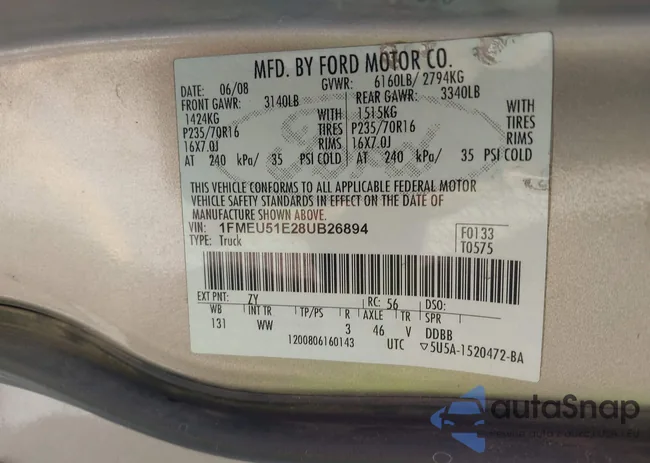 MFD. BY FORD MOTOR CO.
DATE: 06/08 GVWR: 6160LB/ 2794KG
FRONT GAWR: 3140LB REAR GAWR: 3340LB
1424KG WITH 1515KG WITH
P235/70R16 TIRES P235/70R16 TIRES
16X7.0J RIMS 16X7.0J RIMS
AT 240 kPa/ 35 PSI COLD AT 240 kPa/ 35 PSI COLD
THIS VEHICLE CONFORMS TO ALL APPLICABLE FEDERAL MOTOR
VEHICLE SAFETY STANDARDS IN EFFECT ON THE DATE OF
MANUFACTURE SHOWN ABOVE.
VIN: 1FMEU51E28UB26894 F0133
TYPE: Truck T0575
EXT PNT: ZY RC: 56 DSO:
WB INT TR TP/PS R AXLE TR SPR
131 WW 3 46 V DDBB
1200806160143 UTC ▽5U5A-1520472-BA
Ford
autaSnap